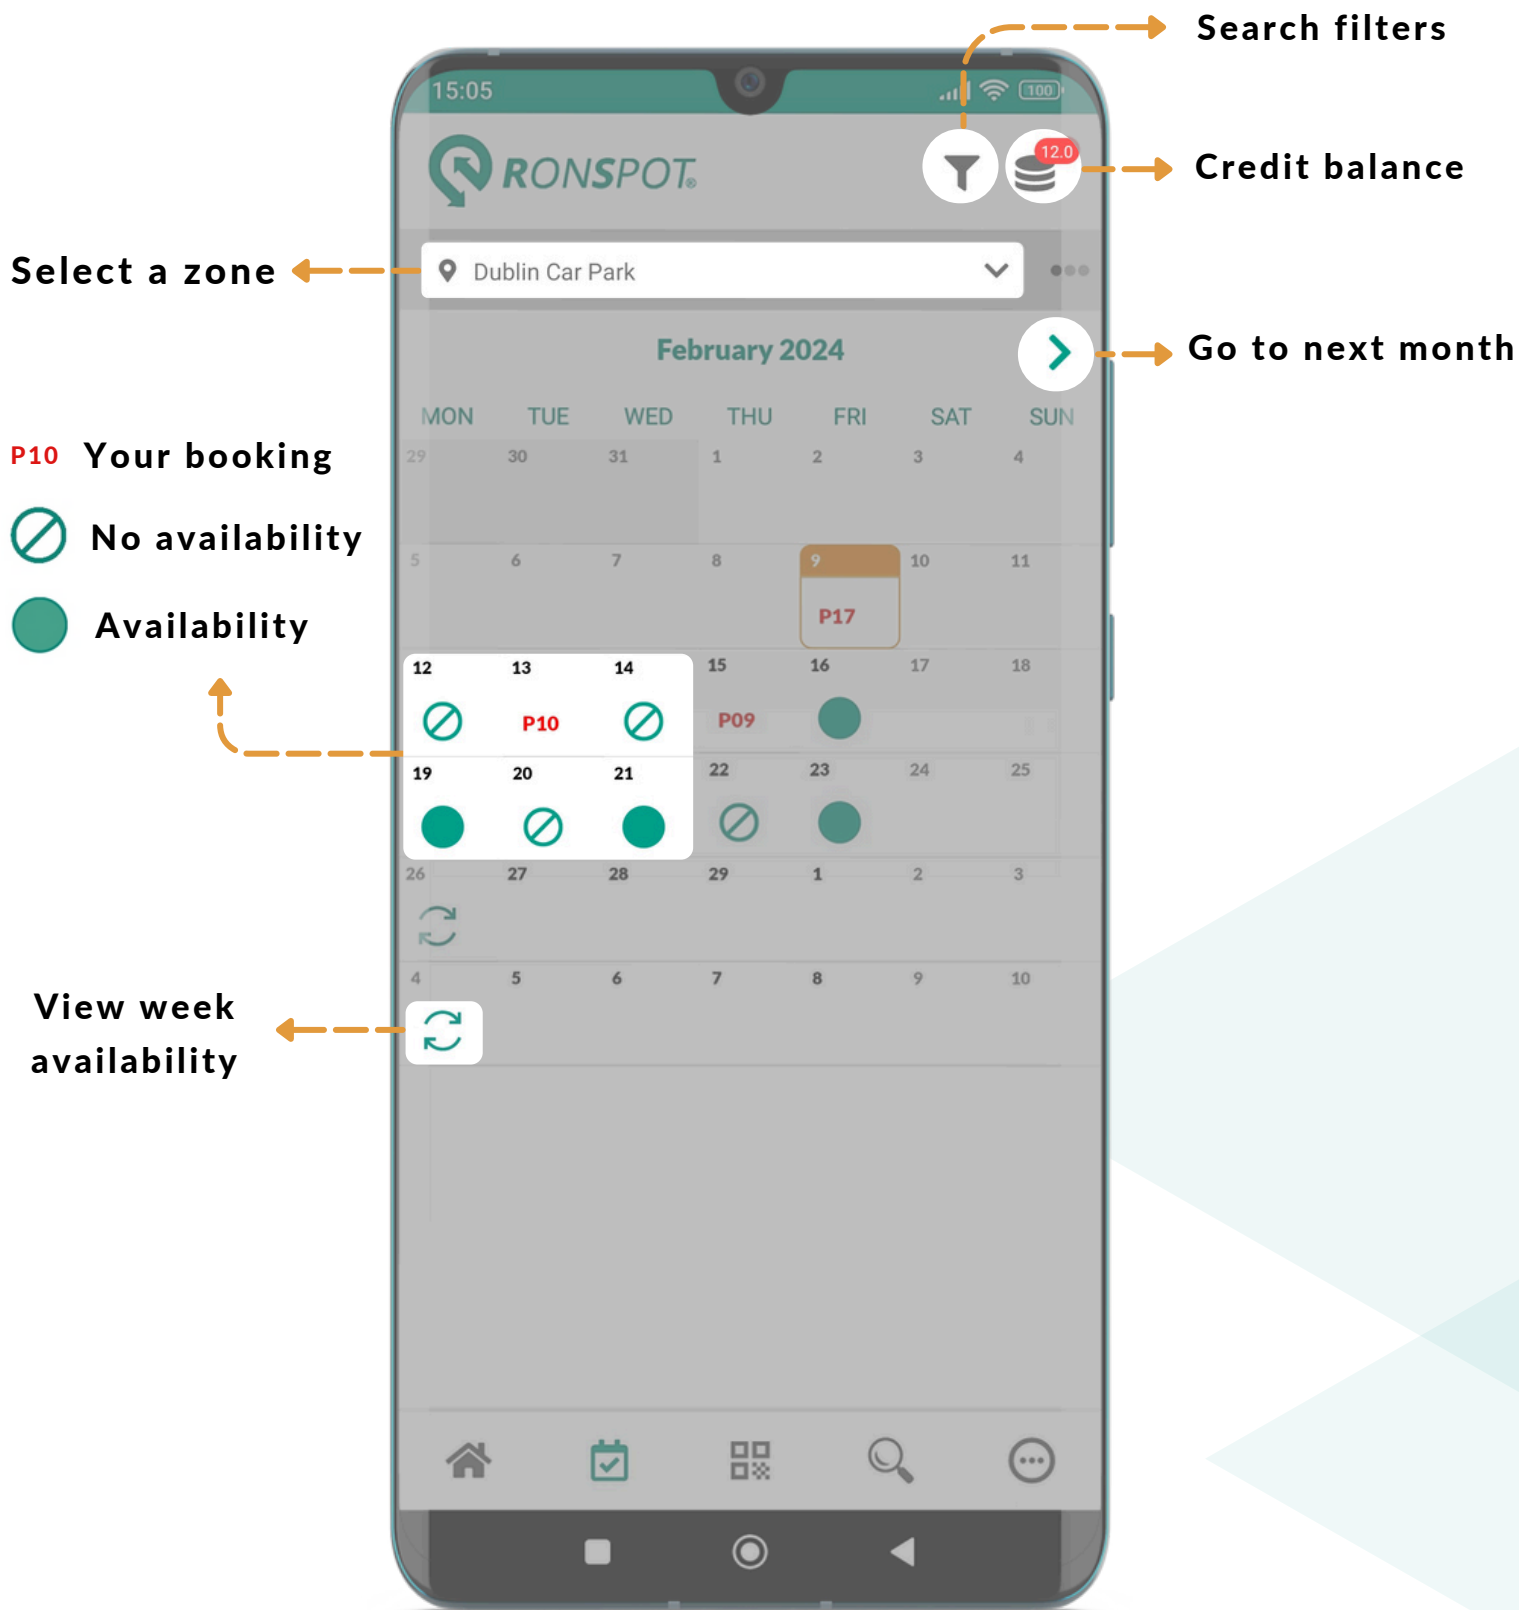 Search filters
15:05
100
RONSPOT®
12.0
Credit balance
Select a zone
Dublin Car Park
February 2024
Go to next month
MON TUE WED THU FRI SAT SUN
P10 Your booking
No availability
Availability
29 30 31 1 2 3 4
5 6 7 8 9 10 11
P17
12 13 14 15 16 17 18
P10 P09
19 20 21 22 23 24 25
26 27 28 29 1 2 3
4 5 6 7 8 9 10
View week
availability